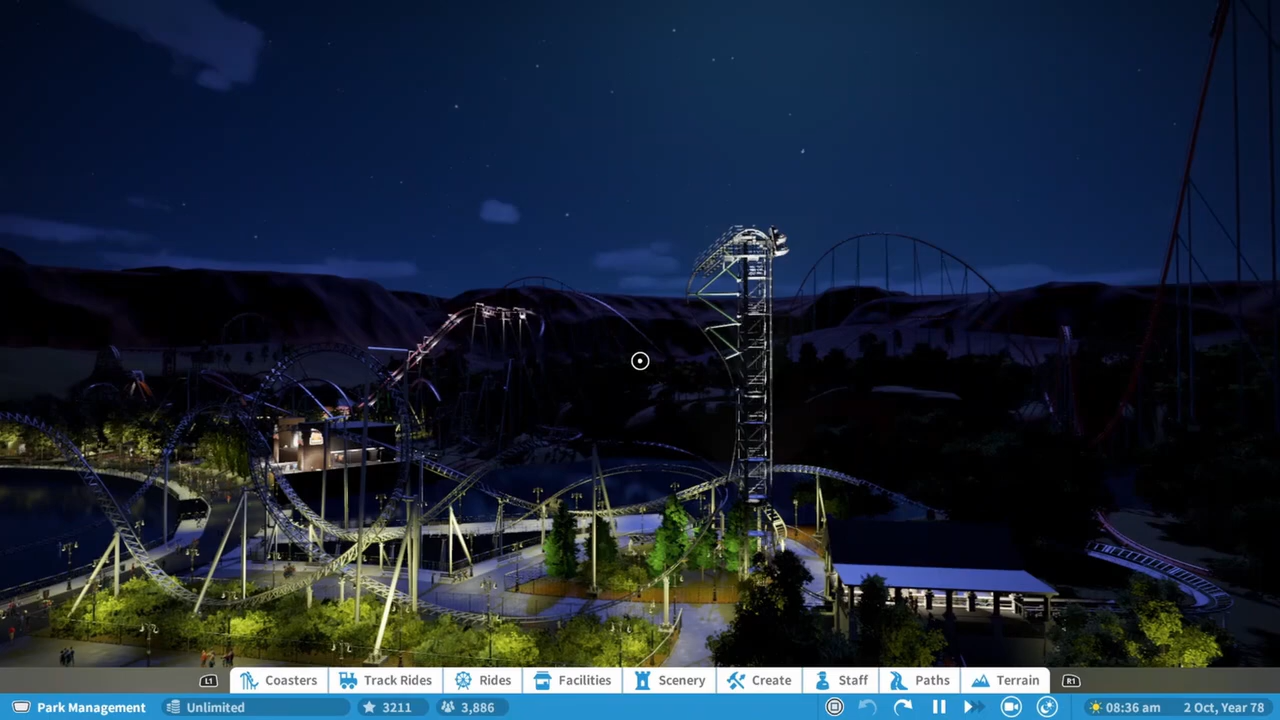 L1 Coasters Track Rides Rides Facilities Scenery Create Staff Paths Terrain R1
Park Management Unlimited 3211 3,886 08:36 am 2 Oct, Year 78